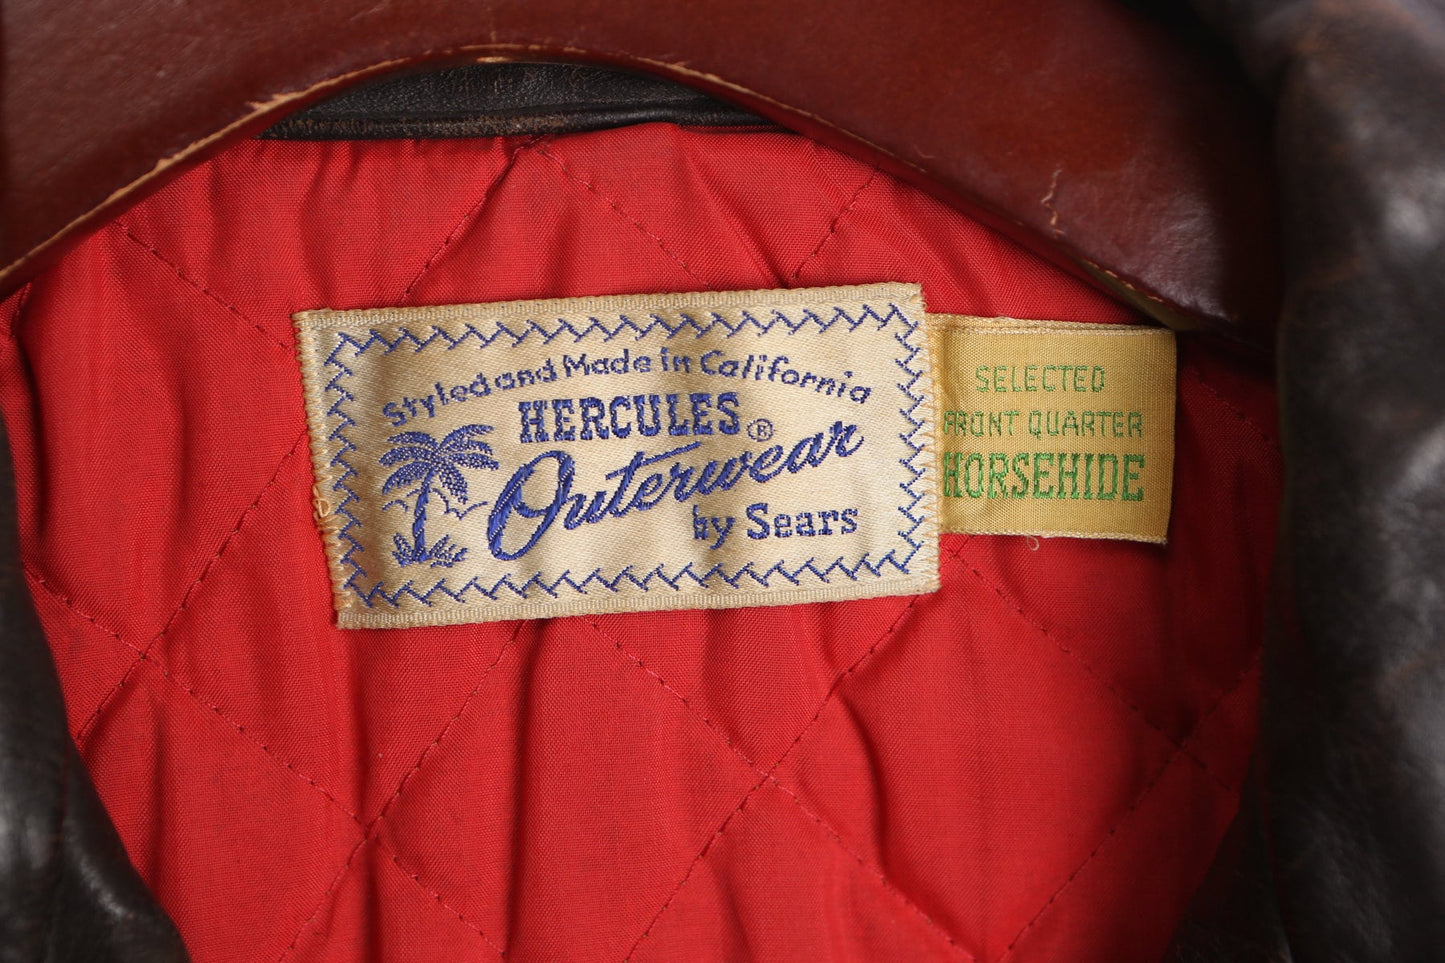 Styled and Made in California
HERCULES ®
Outerwear
by Sears
SELECTED
FRONT QUARTER
HORSEHIDE